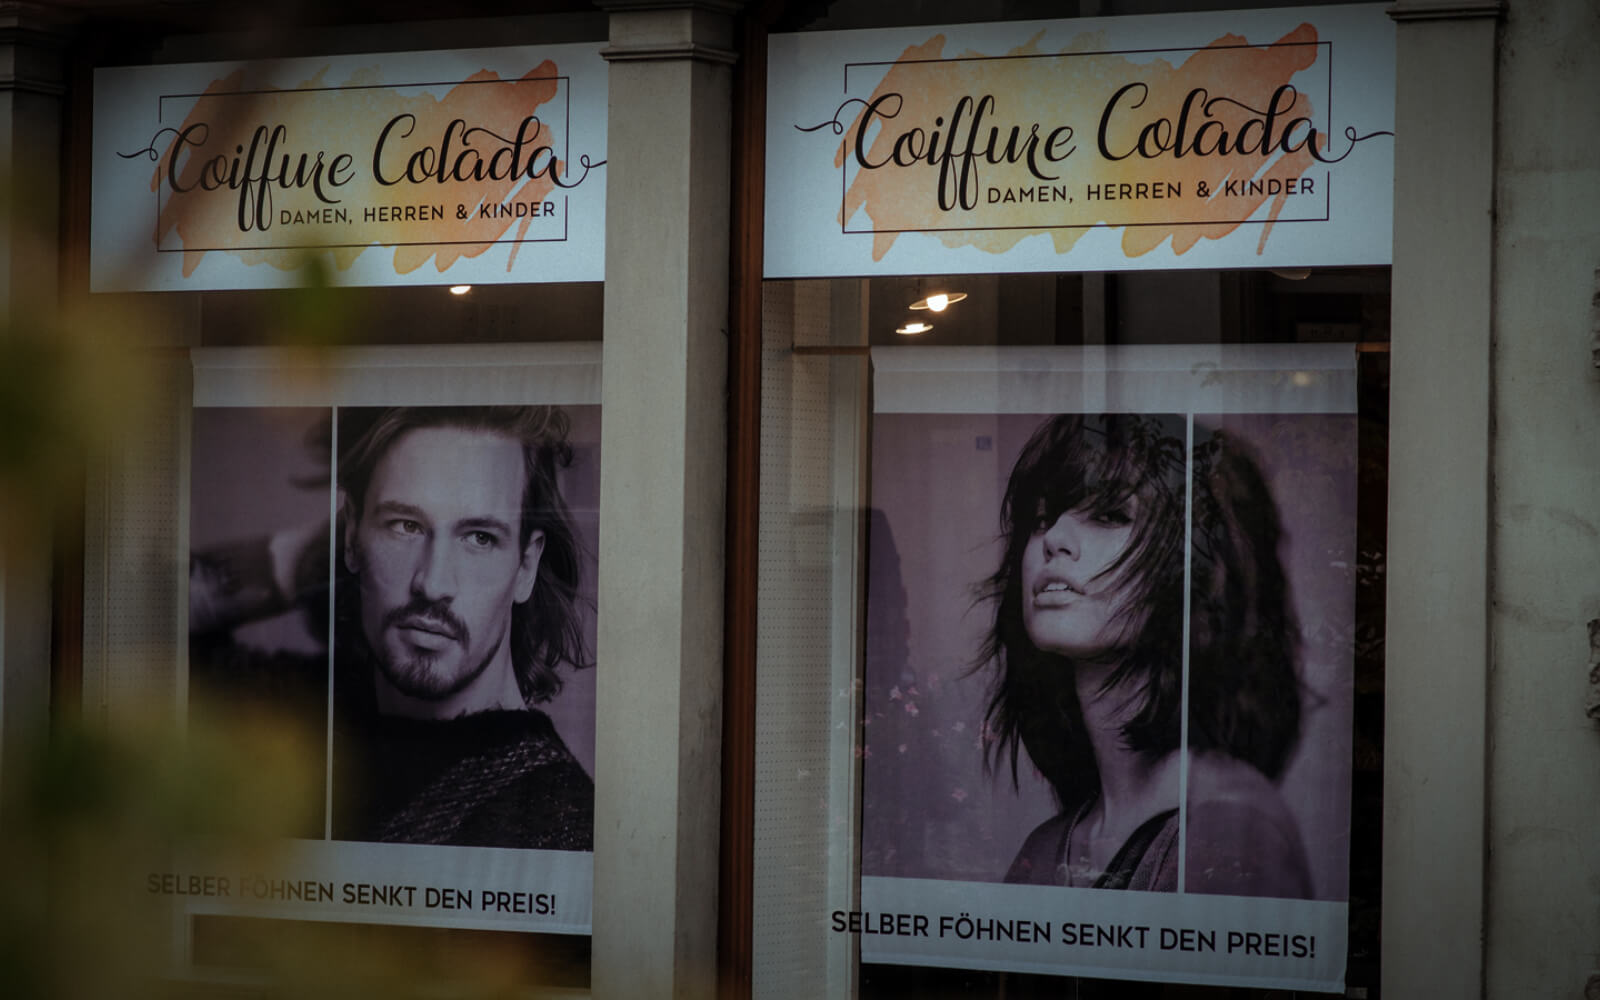 Coiffure Colada
DAMEN, HERREN & KINDER
Coiffure Colada
DAMEN, HERREN & KINDER
SELBER FÖHNEN SENKT DEN PREIS!
SELBER FÖHNEN SENKT DEN PREIS!